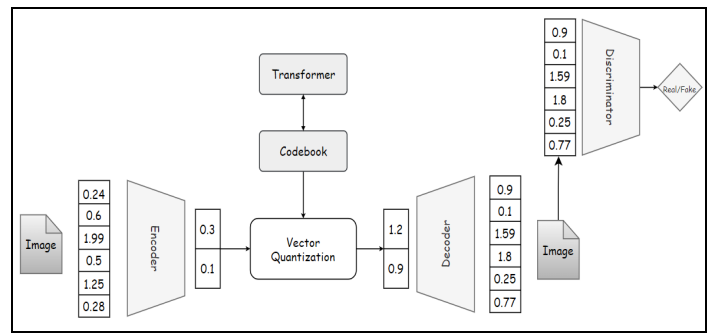 Transformer
Codebook
Image
0.24
0.6
1.99
0.5
1.25
0.28
Encoder
0.3
0.1
Vector
Quantization
1.2
0.9
Decoder
0.9
0.1
1.59
1.8
0.25
0.77
Image
0.9
0.1
1.59
1.8
0.25
0.77
Discriminator
Real/Fake